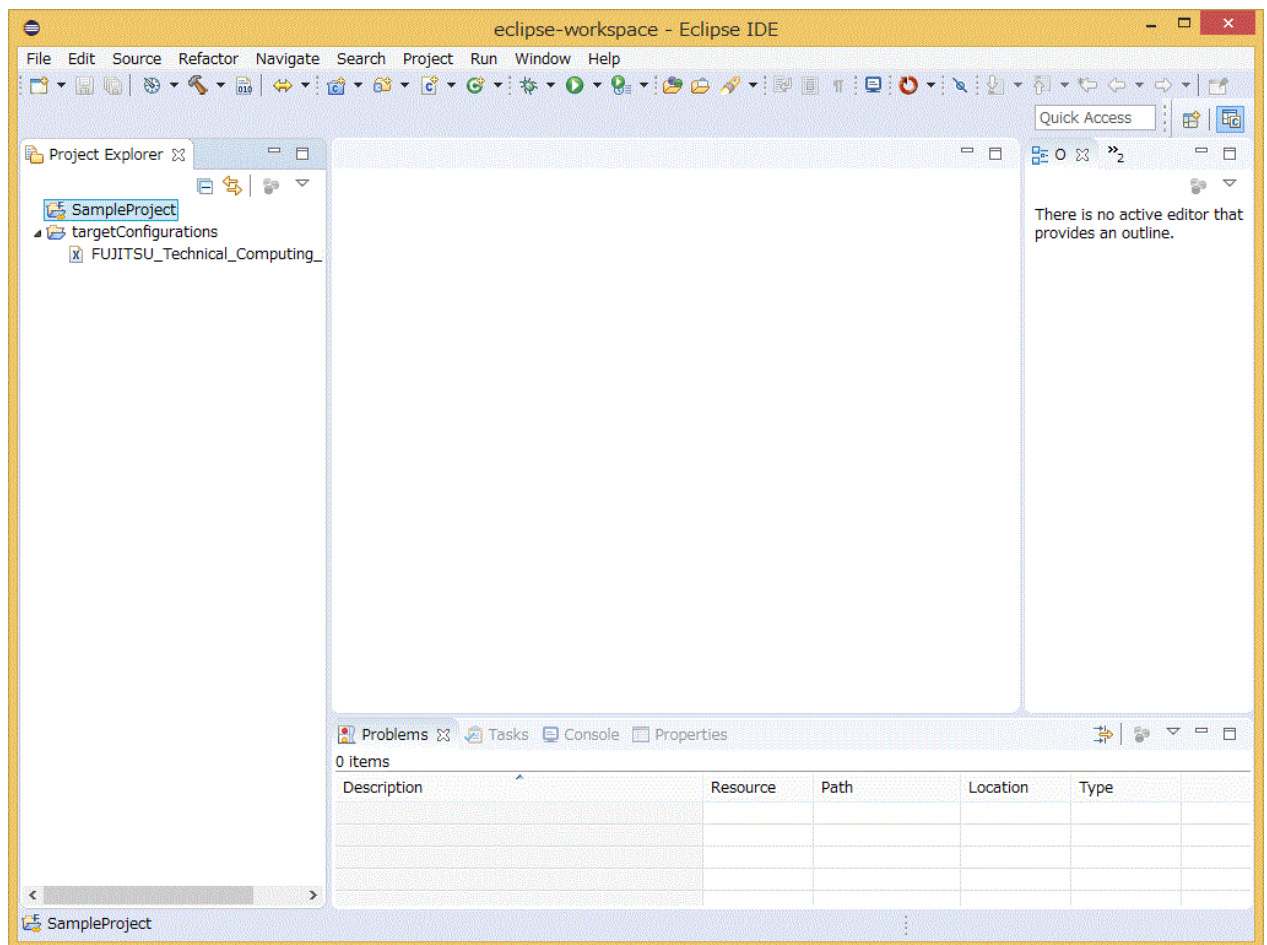 eclipse-workspace - Eclipse IDE
File Edit Source Refactor Navigate Search Project Run Window Help
Quick Access
Project Explorer
O
»2
SampleProject
targetConfigurations
FUJITSU_Technical_Computing_
There is no active editor that
provides an outline.
Problems Tasks Console Properties
0 items
Description Resource Path Location Type
SampleProject